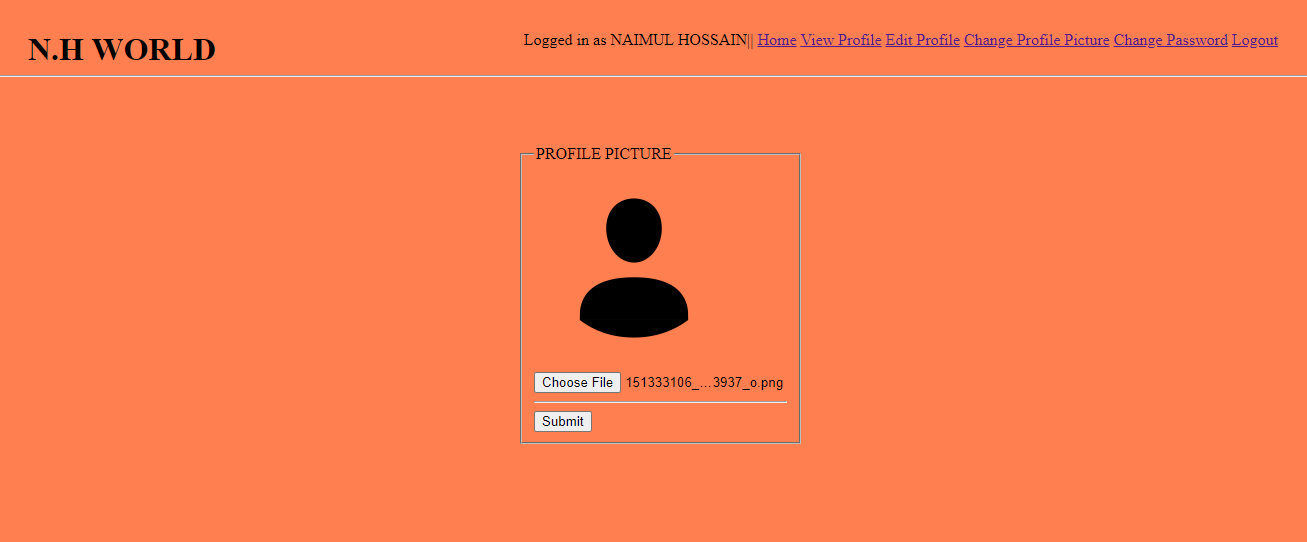 N.H WORLD
Logged in as NAIMUL HOSSAIN|| Home View Profile Edit Profile Change Profile Picture Change Password Logout
PROFILE PICTURE
Choose File 151333106_...3937_o.png
Submit